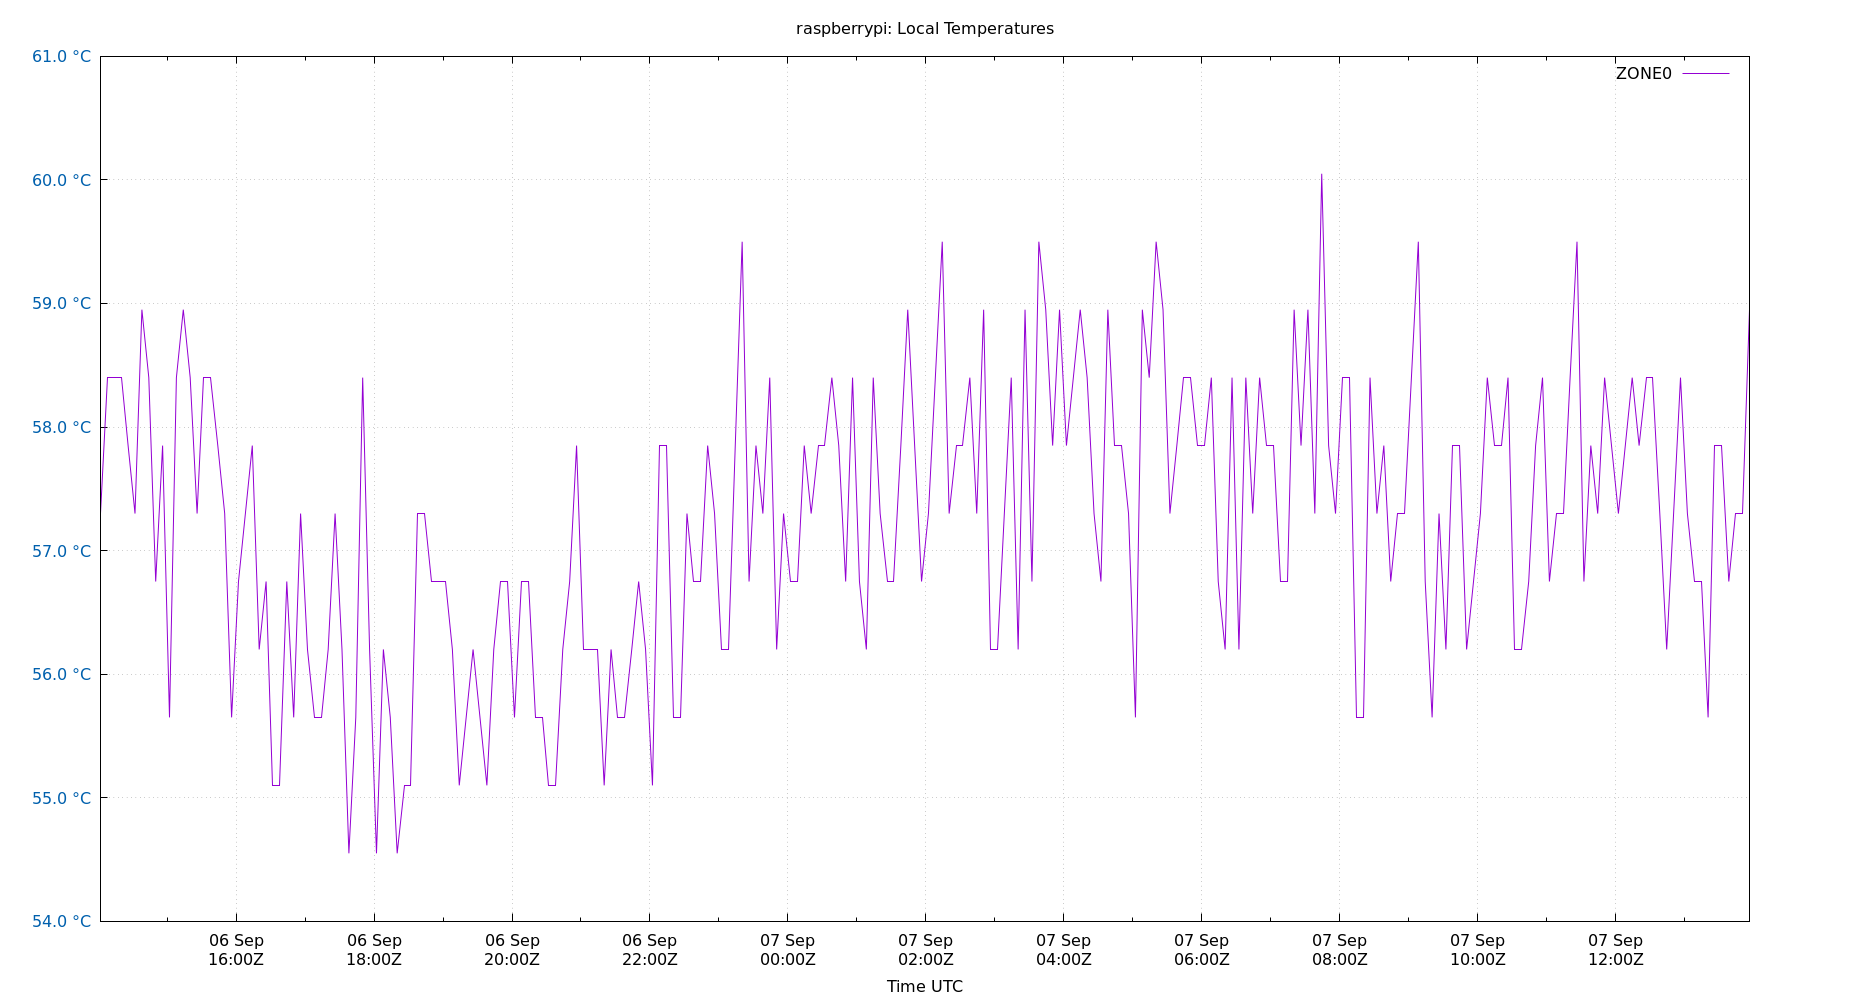 raspberrypi: Local Temperatures
61.0 °C
ZONE0
60.0 °C
59.0 °C
58.0 °C
57.0 °C
56.0 °C
55.0 °C
54.0 °C
06 Sep 06 Sep 06 Sep 06 Sep 07 Sep 07 Sep 07 Sep 07 Sep 07 Sep 07 Sep 07 Sep
16:00Z 18:00Z 20:00Z 22:00Z 00:00Z 02:00Z 04:00Z 06:00Z 08:00Z 10:00Z 12:00Z
Time UTC